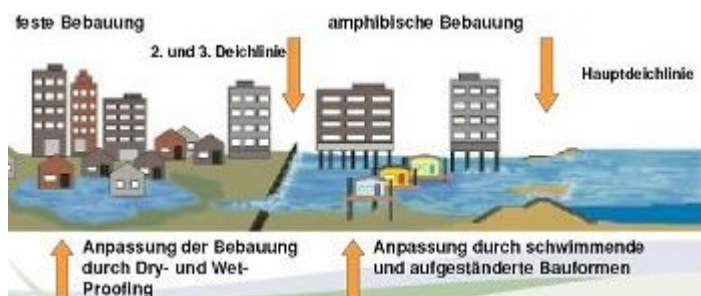 feste Bebauung
amphibische Bebauung
2. und 3. Deichlinie
Hauptdeichlinie
Anpassung der Bebauung
durch Dry- und Wet-
Proofing
Anpassung durch schwimmende
und aufgeständerte Bauformen